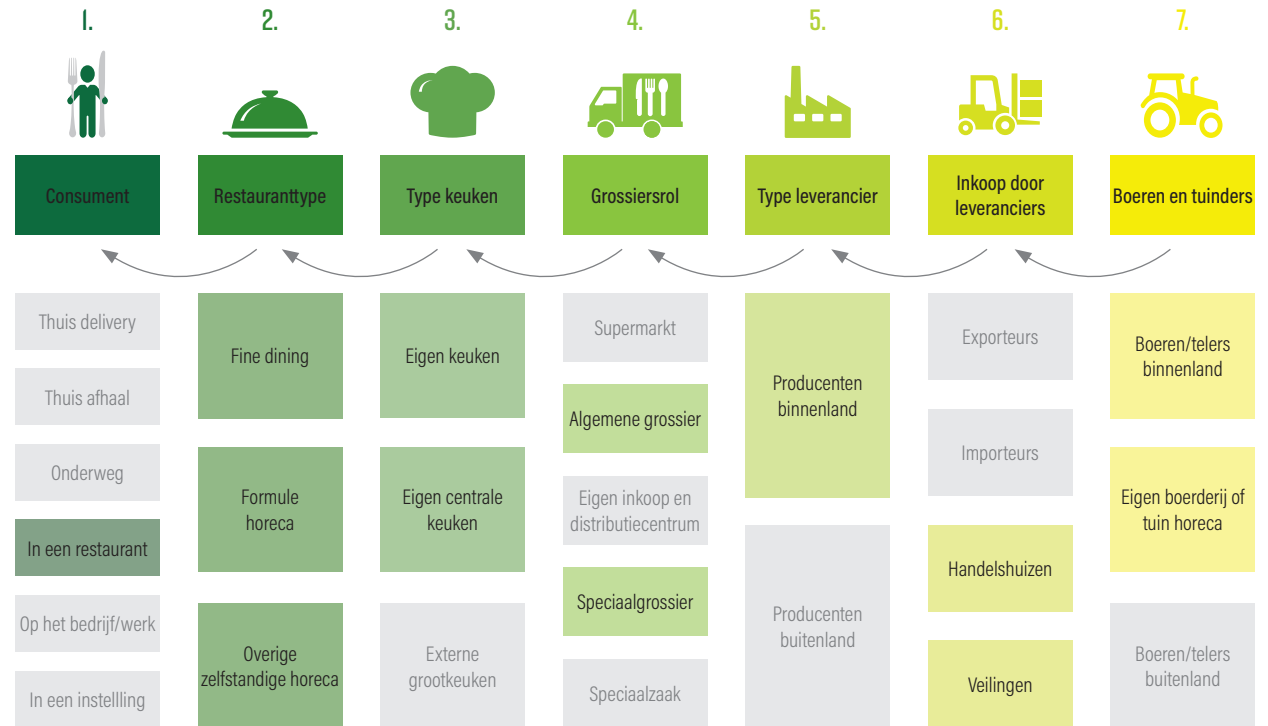 1.
2.
3.
4.
5.
6.
7.
Consument
Restauranttype
Type keuken
Grossiersrol
Type leverancier
Inkoop door
leveranciers
Boeren en tuinders
Thuis delivery
Thuis afhaal
Onderweg
In een restaurant
Op het bedrijf/werk
In een instellling
Fine dining
Formule
horeca
Overige
zelfstandige horeca
Eigen keuken
Eigen centrale
keuken
Externe
grootkeuken
Supermarkt
Algemene grossier
Eigen inkoop en
distributiecentrum
Speciaalgrossier
Speciaalzaak
Producenten
binnenland
Producenten
buitenland
Exporteurs
Importeurs
Handelshuizen
Veilingen
Boeren/telers
binnenland
Eigen boerderij of
tuin horeca
Boeren/telers
buitenland